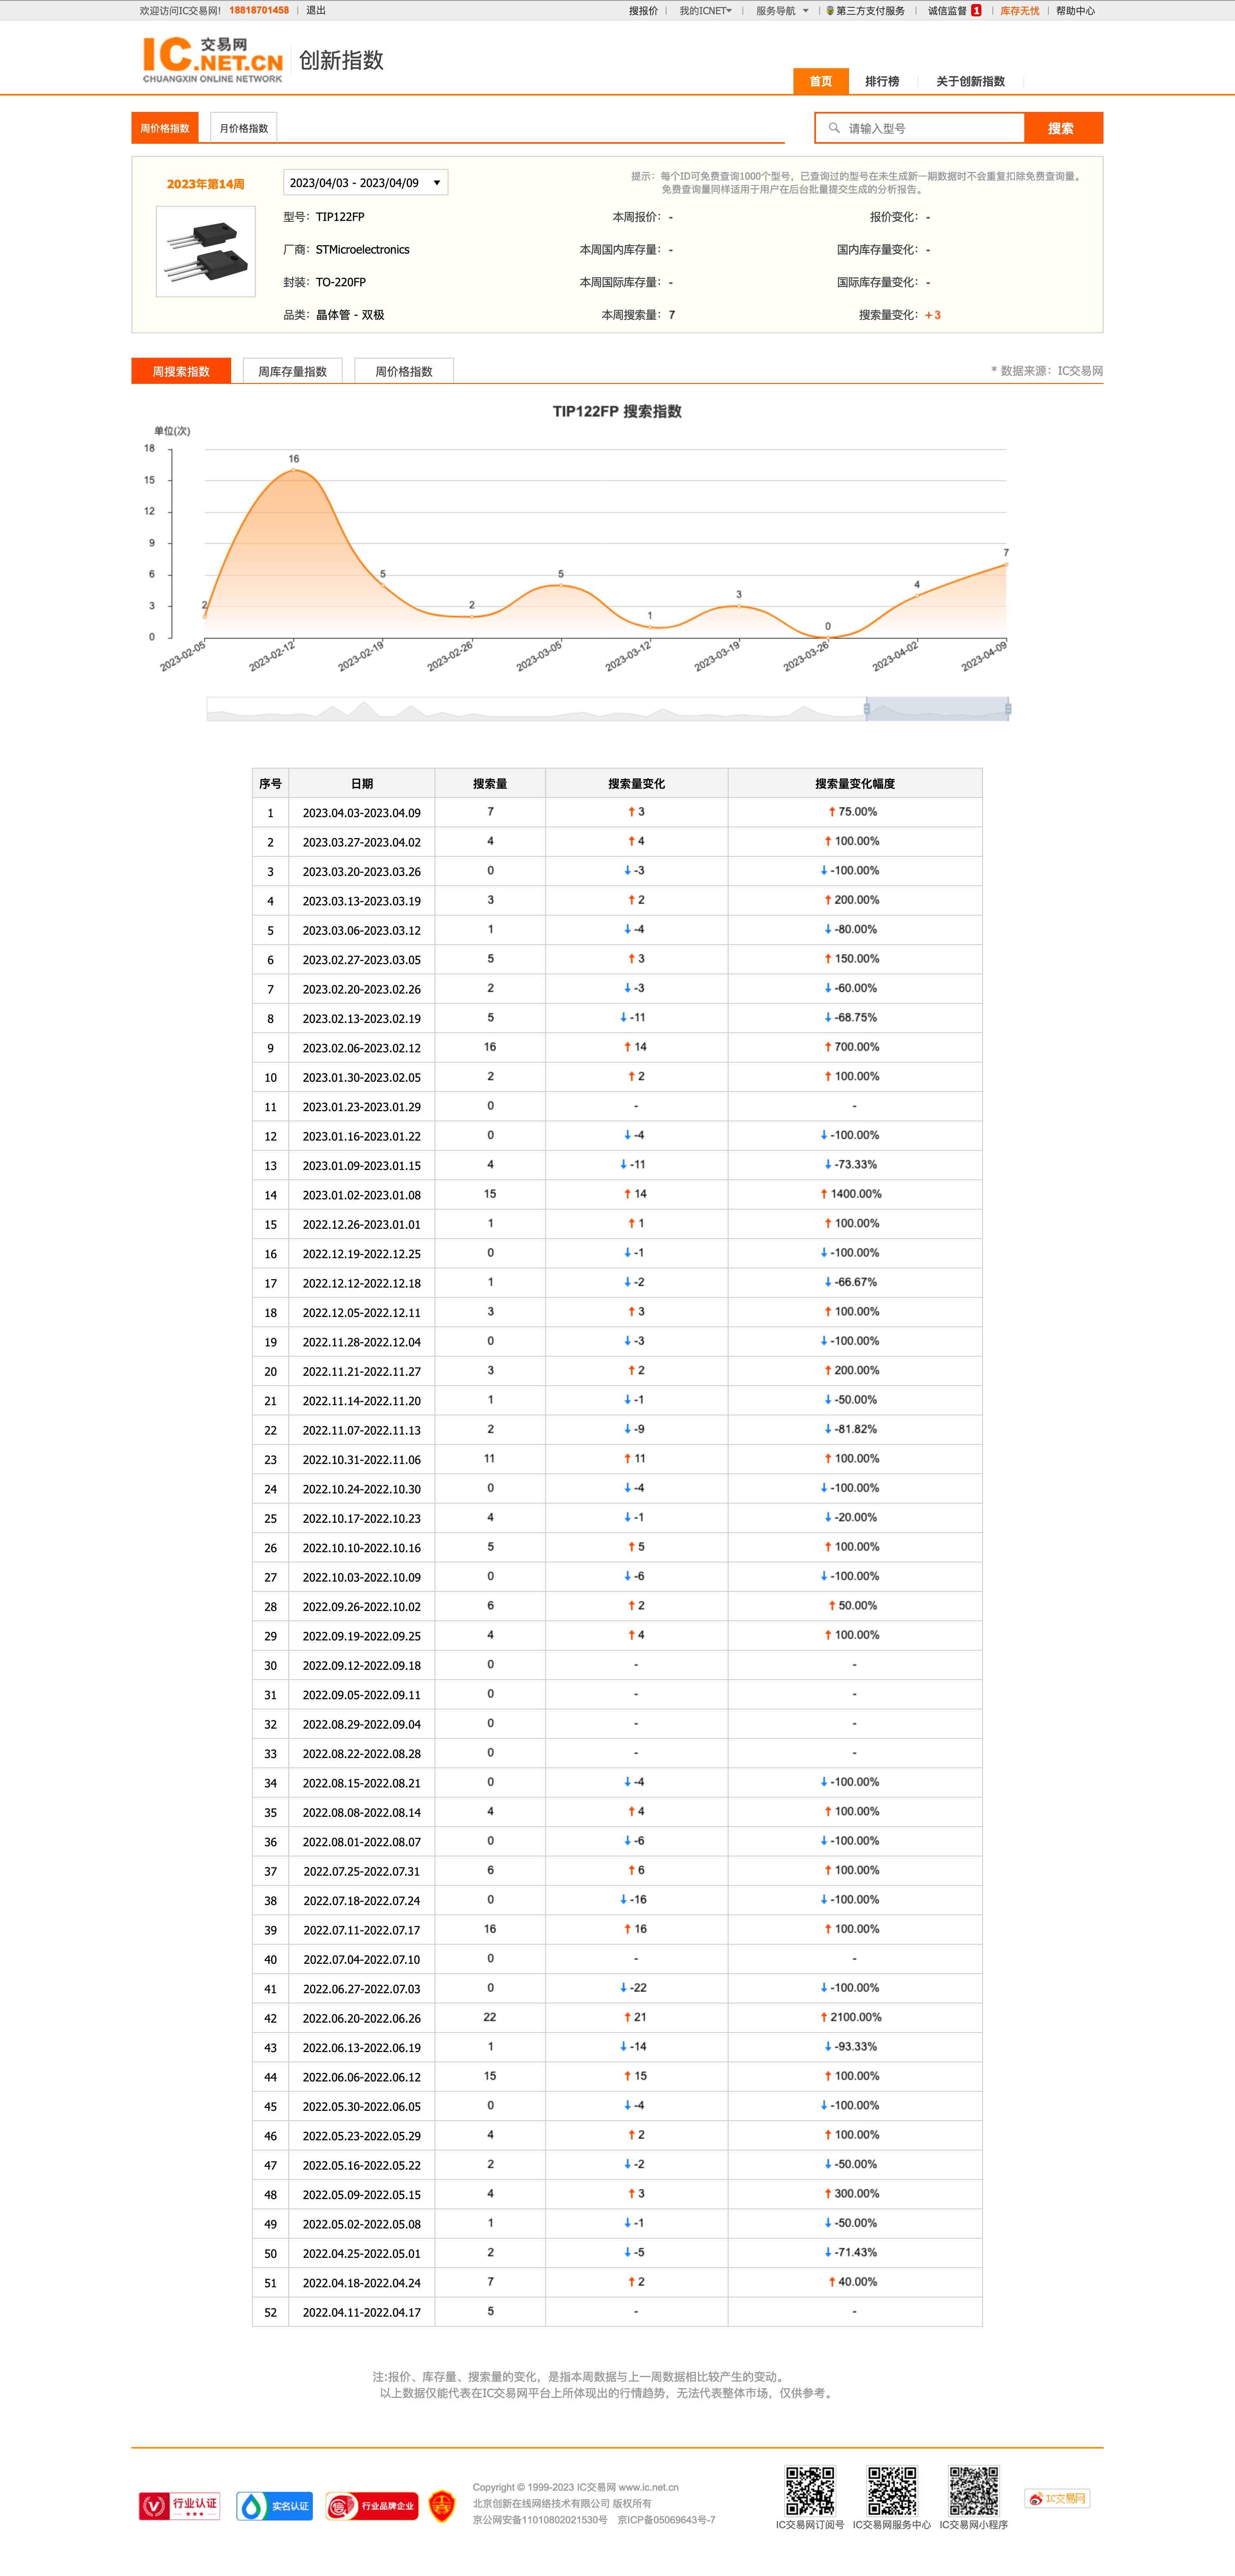 欢迎访问IC交易网! 18818701458 | 退出 搜报价 | 我的ICNET | 服务导航 | 第三方支付服务 | 诚信监督 1 | 库存无忧 | 帮助中心
IC 交易网 .NET.CN CHUANGXIN ONLINE NETWORK 创新指数
首页 排行榜 关于创新指数
周价格指数 月价格指数 请输入型号 搜索
2023年第14周 2023/04/03 - 2023/04/09 ▼
提示：每个ID可免费查询1000个型号，已查询过的型号在未生成新一期数据时不会重复扣除免费查询量。
免费查询量同样适用于用户在后台批量提交生成的分析报告。
型号：TIP122FP 本周报价：- 报价变化：-
厂商：STMicroelectronics 本周国内库存量：- 国内库存量变化：-
封装：TO-220FP 本周国际库存量：- 国际库存量变化：-
品类：晶体管 - 双极 本周搜索量：7 搜索量变化：+3
周搜索指数 周库存量指数 周价格指数 * 数据来源：IC交易网
TIP122FP 搜索指数
单位(次)
18
15
12
9
6
3
0
2 16 5 2 5 1 3 0 4 7
2023-02-05 2023-02-12 2023-02-19 2023-02-26 2023-03-05 2023-03-12 2023-03-19 2023-03-26 2023-04-02 2023-04-09
序号 日期 搜索量 搜索量变化 搜索量变化幅度
1 2023.04.03-2023.04.09 7 ↑3 ↑75.00%
2 2023.03.27-2023.04.02 4 ↑4 ↑100.00%
3 2023.03.20-2023.03.26 0 ↓-3 ↓-100.00%
4 2023.03.13-2023.03.19 3 ↑2 ↑200.00%
5 2023.03.06-2023.03.12 1 ↓-4 ↓-80.00%
6 2023.02.27-2023.03.05 5 ↑3 ↑150.00%
7 2023.02.20-2023.02.26 2 ↓-3 ↓-60.00%
8 2023.02.13-2023.02.19 5 ↓-11 ↓-68.75%
9 2023.02.06-2023.02.12 16 ↑14 ↑700.00%
10 2023.01.30-2023.02.05 2 ↑2 ↑100.00%
11 2023.01.23-2023.01.29 0 - -
12 2023.01.16-2023.01.22 0 ↓-4 ↓-100.00%
13 2023.01.09-2023.01.15 4 ↓-11 ↓-73.33%
14 2023.01.02-2023.01.08 15 ↑14 ↑1400.00%
15 2022.12.26-2023.01.01 1 ↑1 ↑100.00%
16 2022.12.19-2022.12.25 0 ↓-1 ↓-100.00%
17 2022.12.12-2022.12.18 1 ↓-2 ↓-66.67%
18 2022.12.05-2022.12.11 3 ↑3 ↑100.00%
19 2022.11.28-2022.12.04 0 ↓-3 ↓-100.00%
20 2022.11.21-2022.11.27 3 ↑2 ↑200.00%
21 2022.11.14-2022.11.20 1 ↓-1 ↓-50.00%
22 2022.11.07-2022.11.13 2 ↓-9 ↓-81.82%
23 2022.10.31-2022.11.06 11 ↑11 ↑100.00%
24 2022.10.24-2022.10.30 0 ↓-4 ↓-100.00%
25 2022.10.17-2022.10.23 4 ↓-1 ↓-20.00%
26 2022.10.10-2022.10.16 5 ↑5 ↑100.00%
27 2022.10.03-2022.10.09 0 ↓-6 ↓-100.00%
28 2022.09.26-2022.10.02 6 ↑2 ↑50.00%
29 2022.09.19-2022.09.25 4 ↑4 ↑100.00%
30 2022.09.12-2022.09.18 0 - -
31 2022.09.05-2022.09.11 0 - -
32 2022.08.29-2022.09.04 0 - -
33 2022.08.22-2022.08.28 0 - -
34 2022.08.15-2022.08.21 0 ↓-4 ↓-100.00%
35 2022.08.08-2022.08.14 4 ↑4 ↑100.00%
36 2022.08.01-2022.08.07 0 ↓-6 ↓-100.00%
37 2022.07.25-2022.07.31 6 ↑6 ↑100.00%
38 2022.07.18-2022.07.24 0 ↓-16 ↓-100.00%
39 2022.07.11-2022.07.17 16 ↑16 ↑100.00%
40 2022.07.04-2022.07.10 0 - -
41 2022.06.27-2022.07.03 0 ↓-22 ↓-100.00%
42 2022.06.20-2022.06.26 22 ↑21 ↑2100.00%
43 2022.06.13-2022.06.19 1 ↓-14 ↓-93.33%
44 2022.06.06-2022.06.12 15 ↑15 ↑100.00%
45 2022.05.30-2022.06.05 0 ↓-4 ↓-100.00%
46 2022.05.23-2022.05.29 4 ↑2 ↑100.00%
47 2022.05.16-2022.05.22 2 ↓-2 ↓-50.00%
48 2022.05.09-2022.05.15 4 ↑3 ↑300.00%
49 2022.05.02-2022.05.08 1 ↓-1 ↓-50.00%
50 2022.04.25-2022.05.01 2 ↓-5 ↓-71.43%
51 2022.04.18-2022.04.24 7 ↑2 ↑40.00%
52 2022.04.11-2022.04.17 5 - -
注:报价、库存量、搜索量的变化，是指本周数据与上一周数据相比较产生的变动。
以上数据仅能代表在IC交易网平台上所体现出的行情趋势，无法代表整体市场，仅供参考。
行业认证 实名认证 行业品牌企业
Copyright © 1999-2023 IC交易网 www.ic.net.cn
北京创新在线网络技术有限公司 版权所有
京公网安备11010802021530号 京ICP备05069643号-7
IC交易网订阅号 IC交易网服务中心 IC交易网小程序
IC交易网